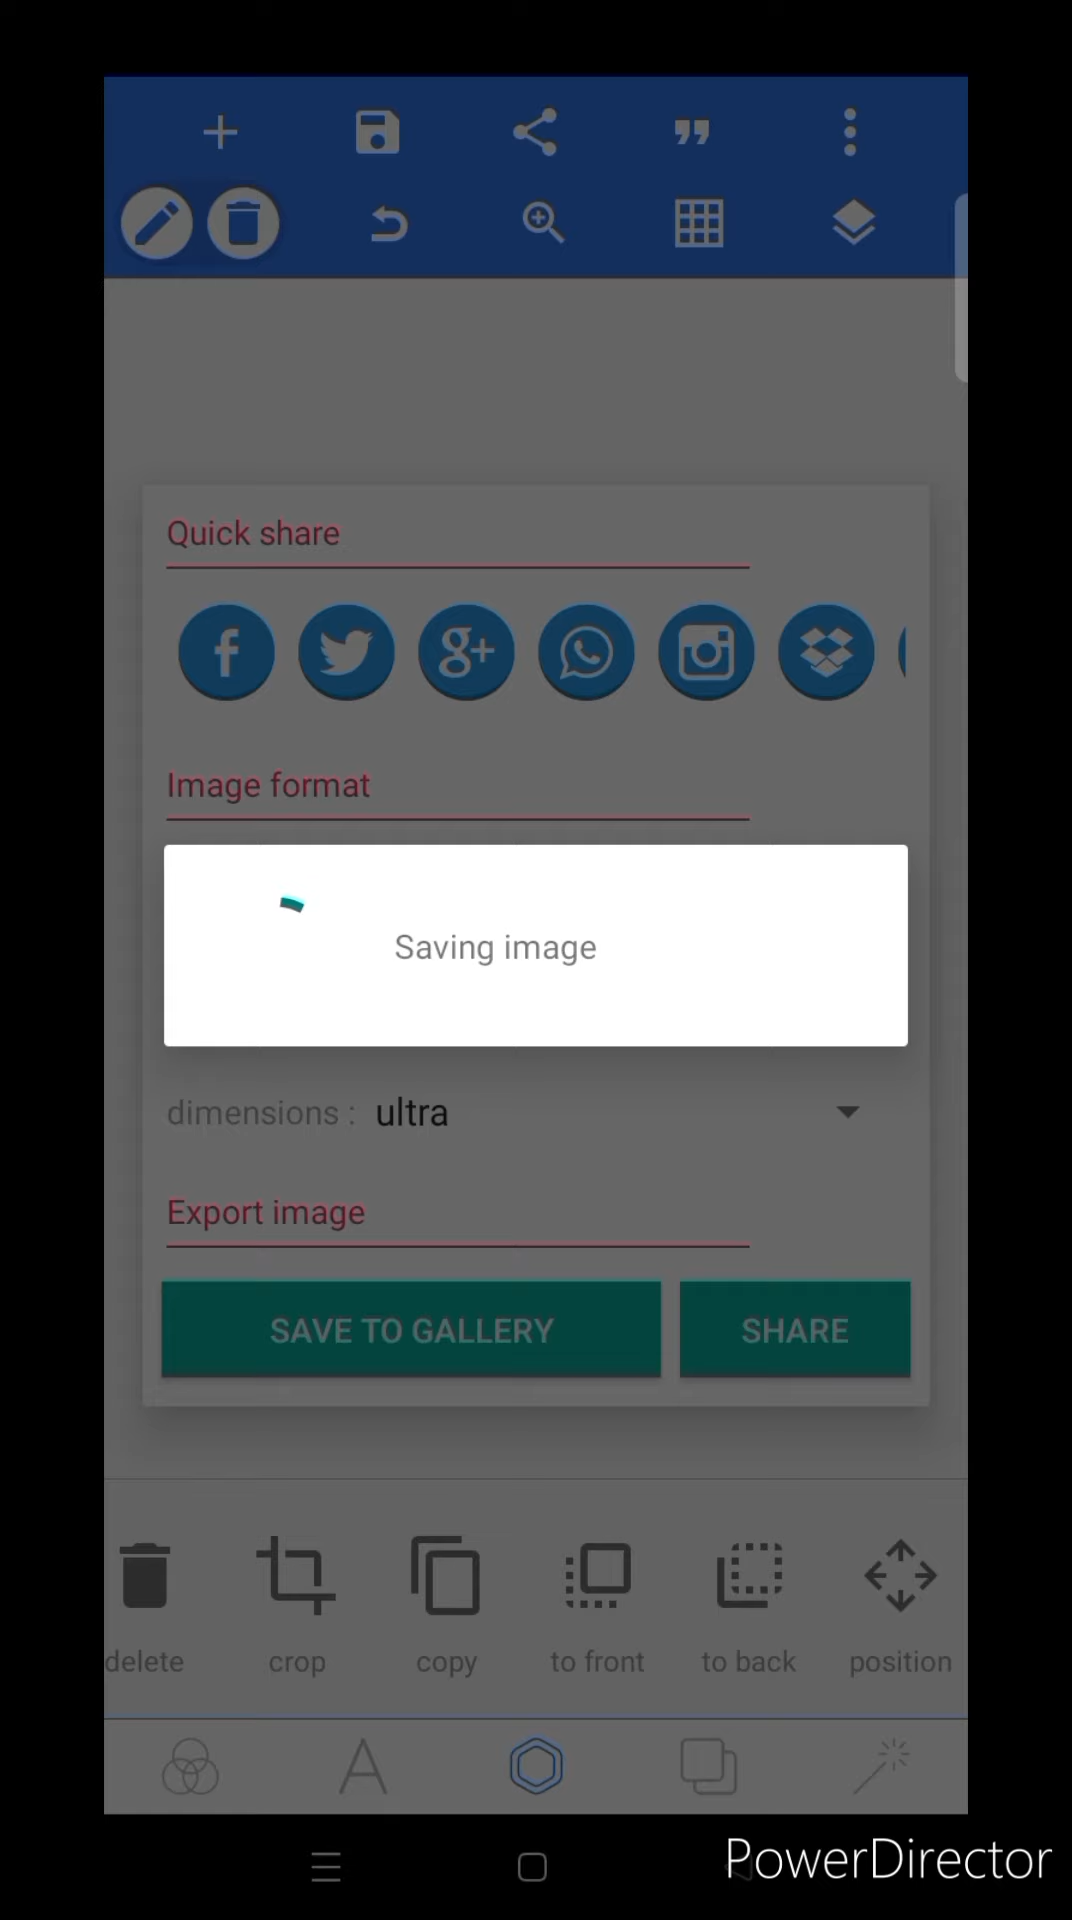 Quick share
Image format
Saving image
dimensions : ultra
Export image
SAVE TO GALLERY SHARE
delete crop copy to front to back position
PowerDirector